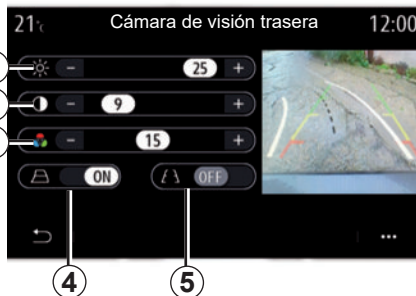 21°c Cámara de visión trasera 12:00
- 25 +
- 9 +
- 15 +
ON OFF
4 5